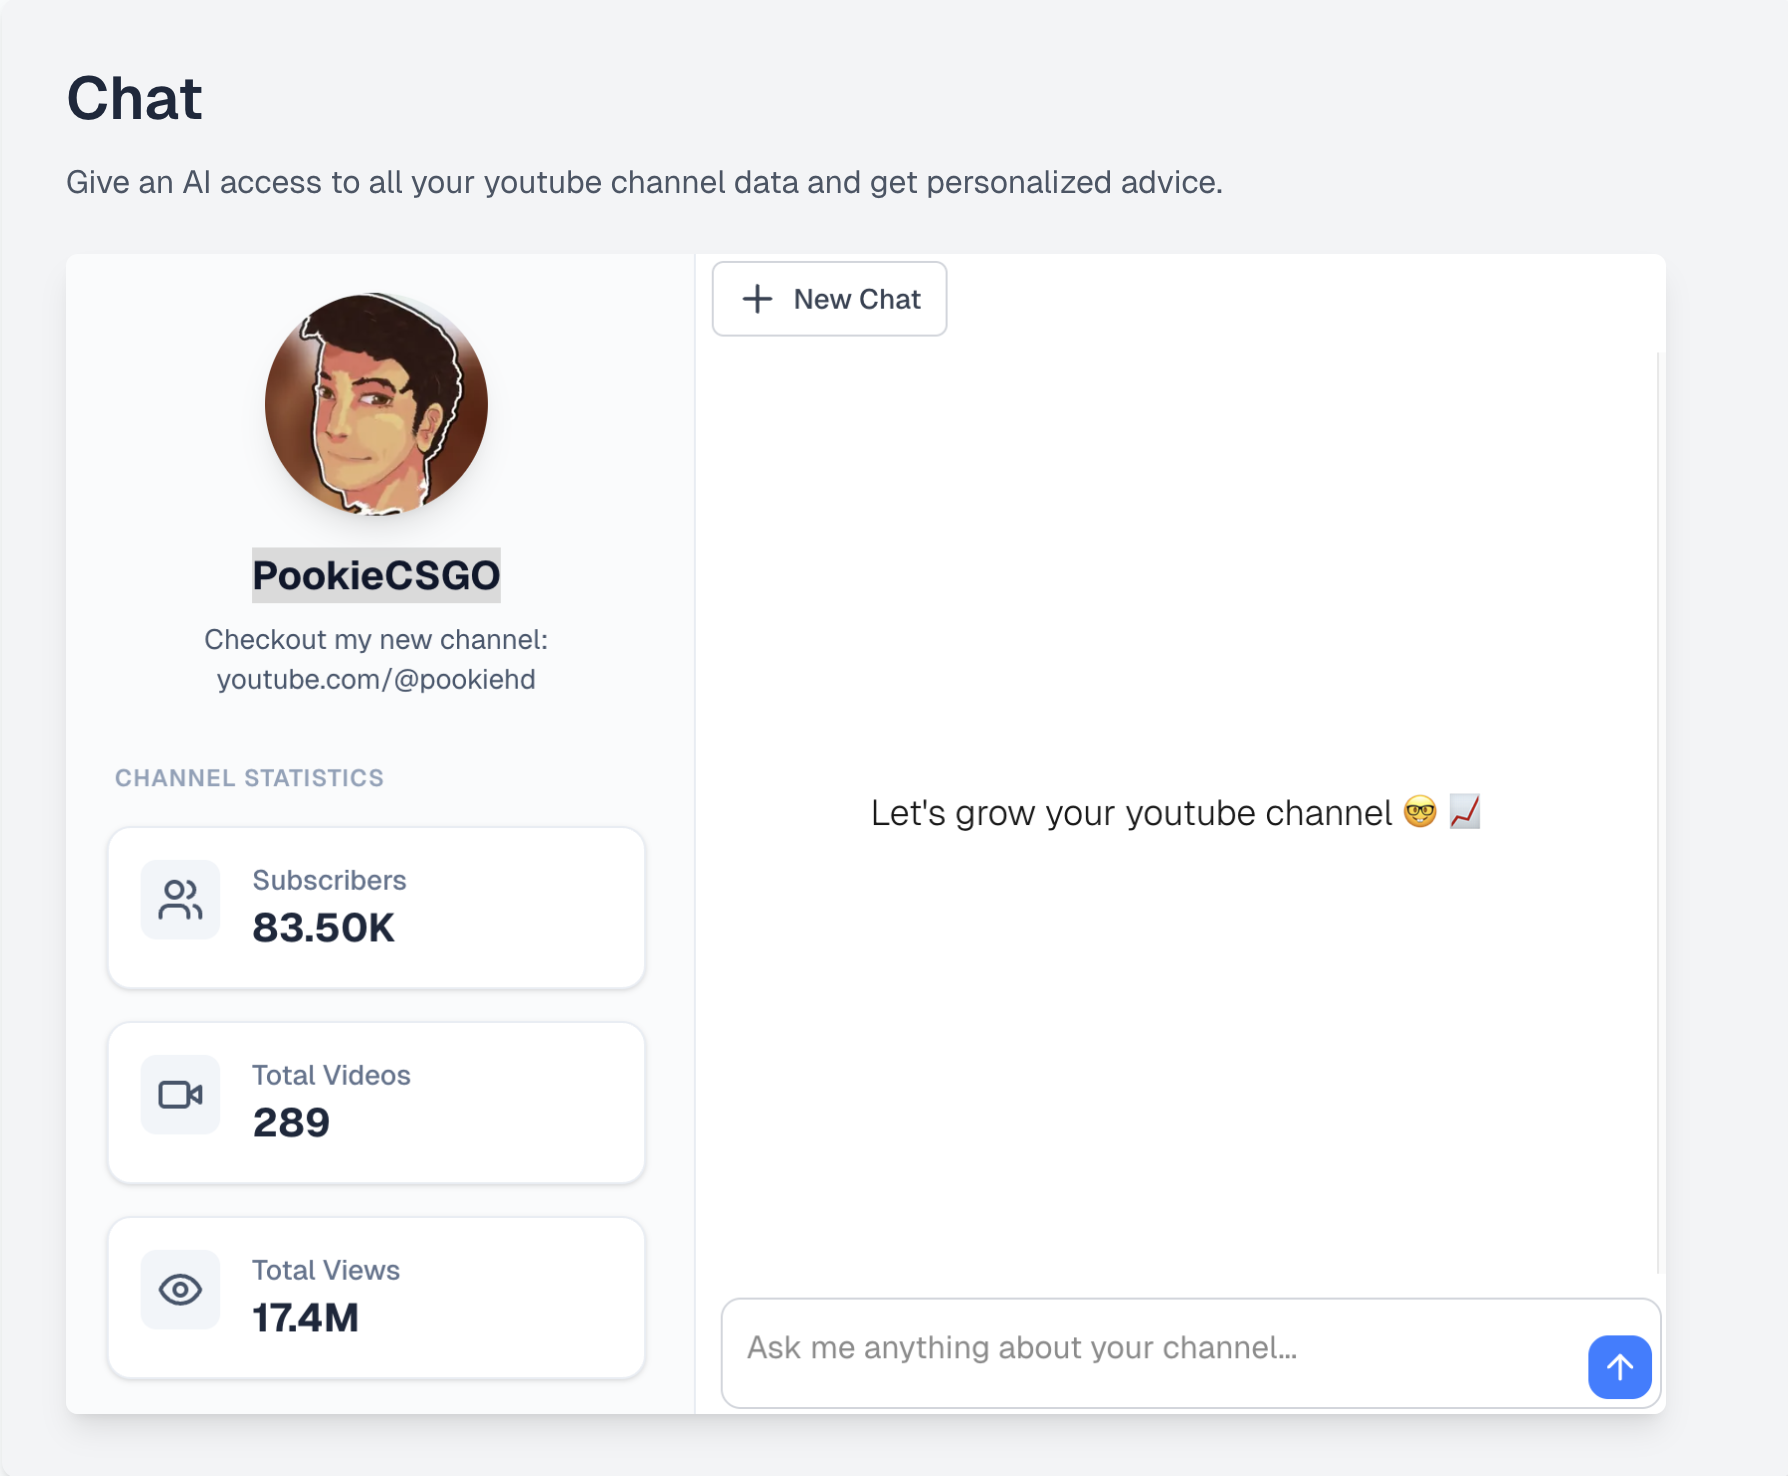 Chat
Give an AI access to all your youtube channel data and get personalized advice.
PookieCSGO
Checkout my new channel:
youtube.com/@pookiehd
CHANNEL STATISTICS
Subscribers
83.50K
Total Videos
289
Total Views
17.4M
New Chat
Let's grow your youtube channel 🤓 📈
Ask me anything about your channel...